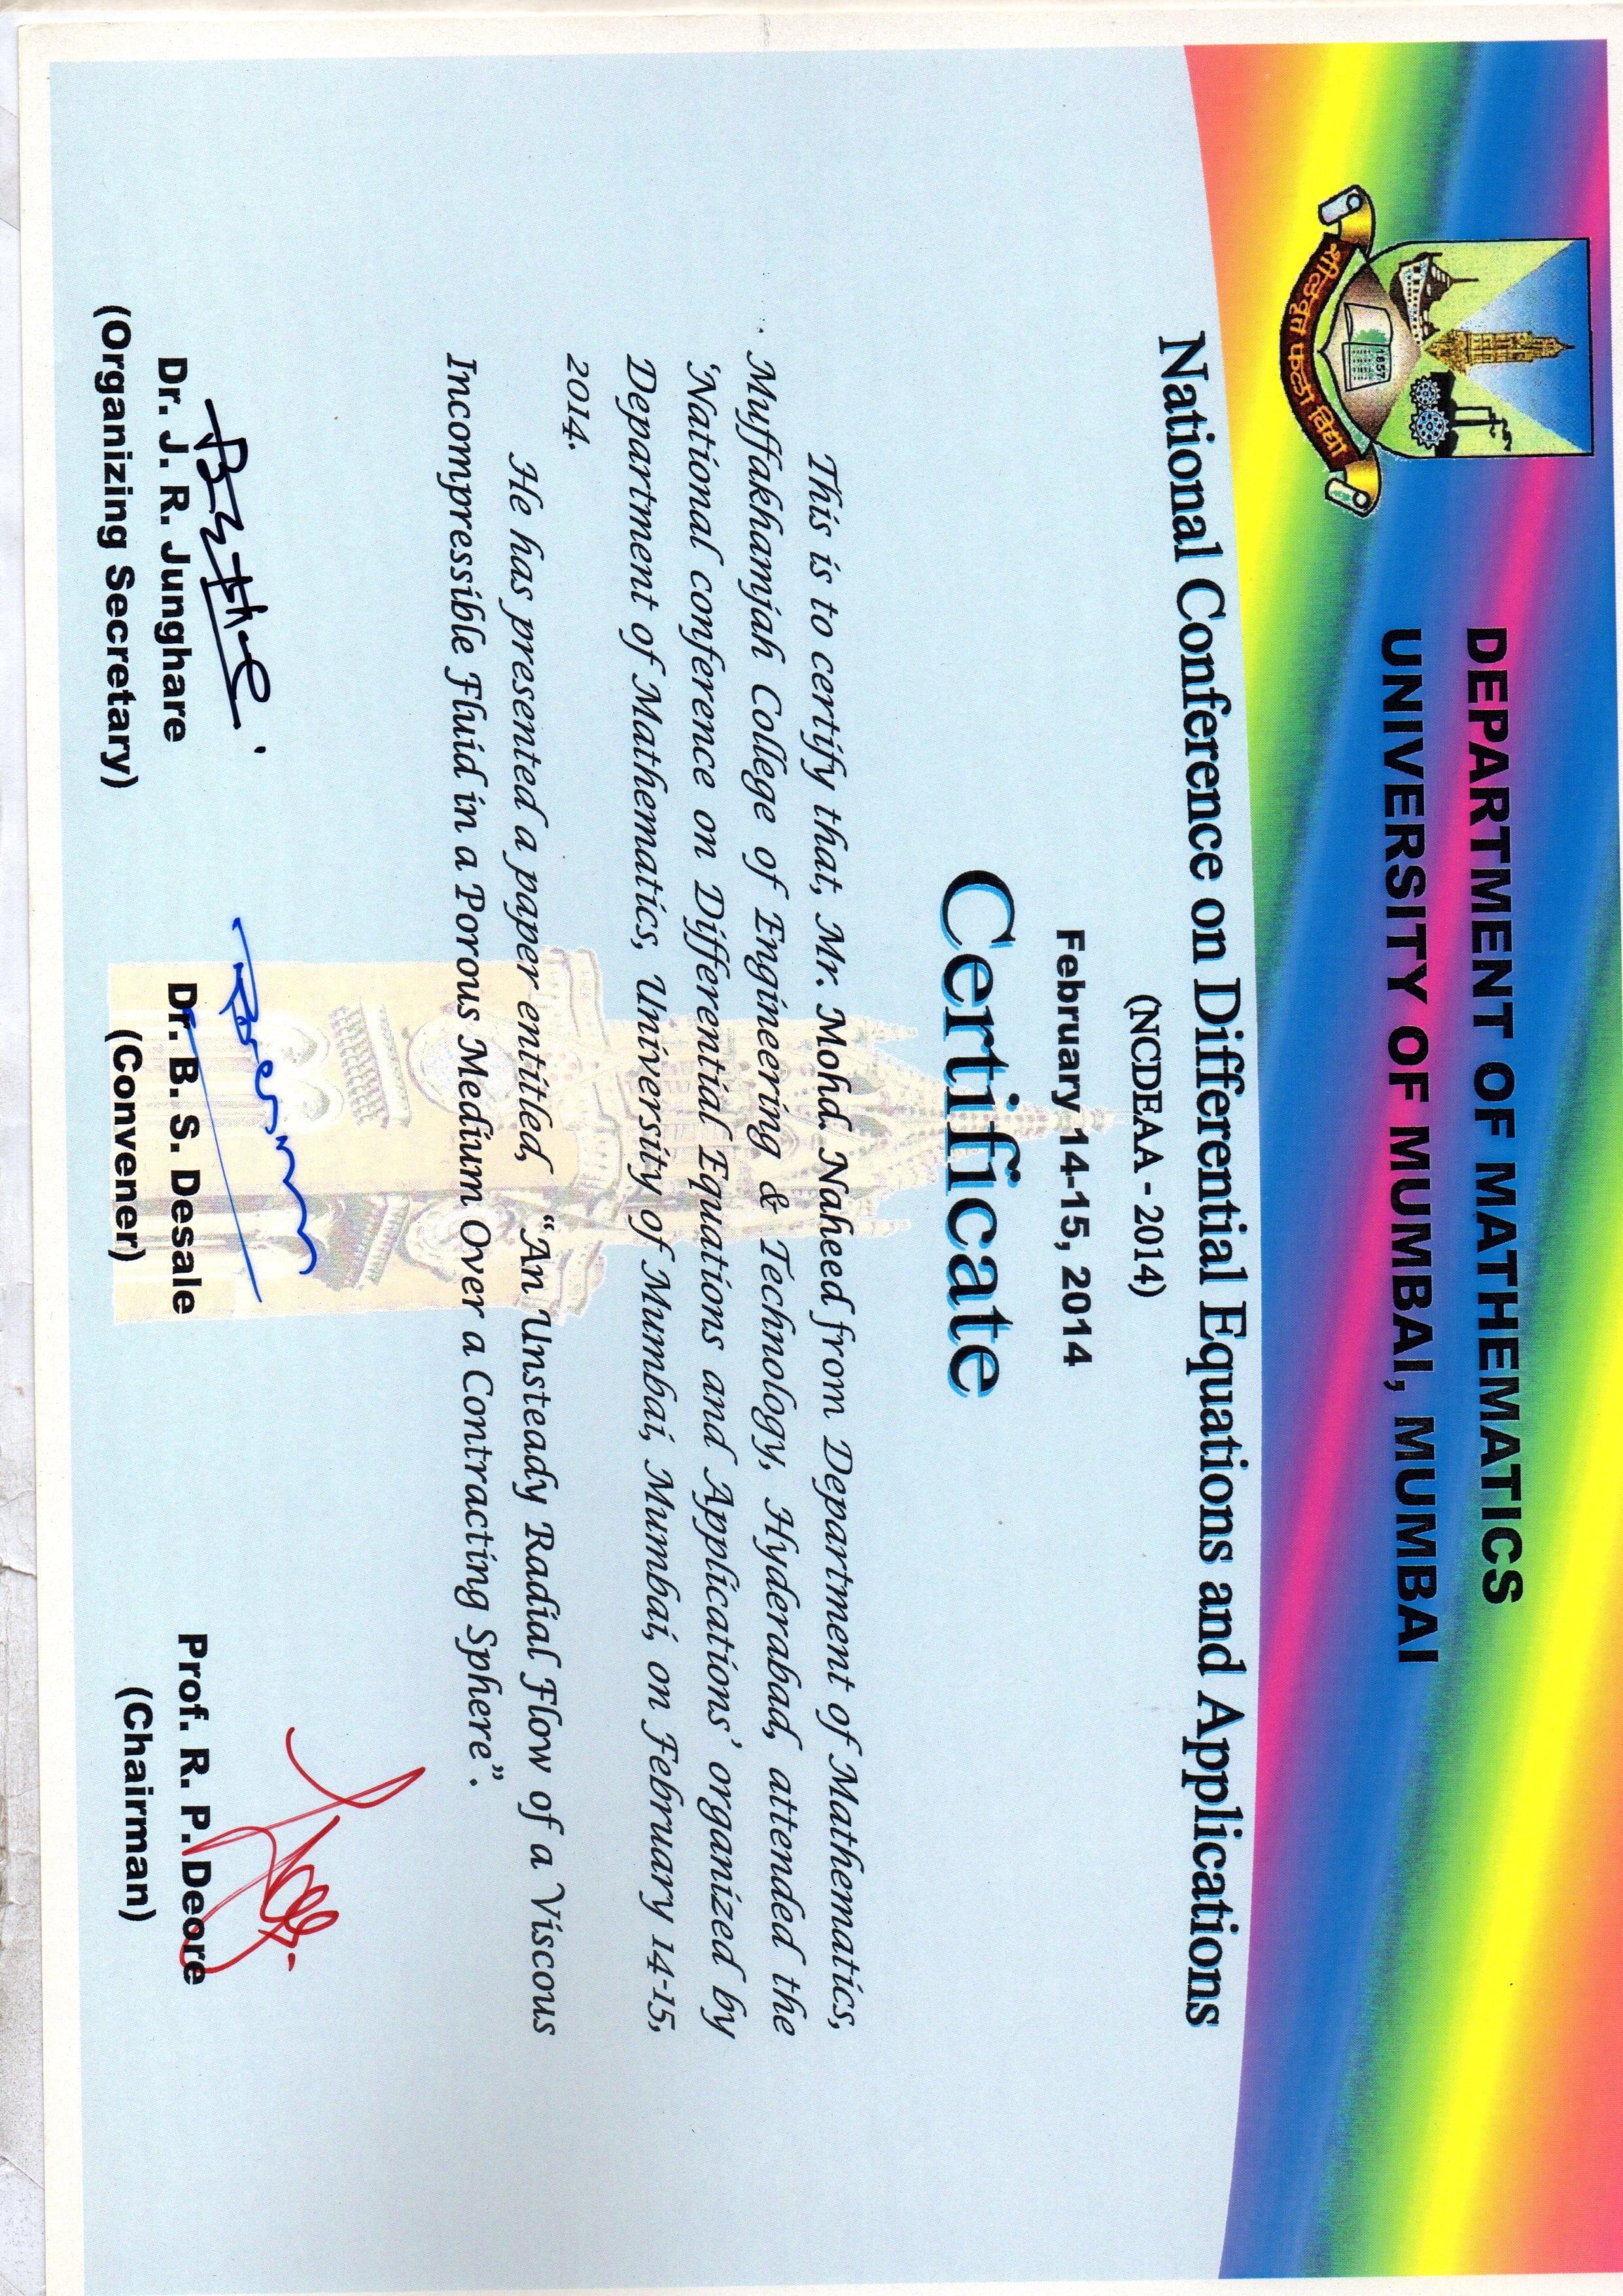 DEPARTMENT OF MATHEMATICS
UNIVERSITY OF MUMBAI, MUMBAI
1857
शीलवृत्त फला विद्या
National Conference on Differential Equations and Applications
(NCDEAA - 2014)
February 14-15, 2014
Certificate
This is to certify that, Mr. Mohd. Naheed from Department of Mathematics,
Muffakhamjah College of Engineering & Technology, Hyderabad, attended the
'National conference on Differential Equations and Applications' organized by
Department of Mathematics, University of Mumbai, Mumbai, on February 14-15,
2014.
He has presented a paper entitled, "An Unsteady Radial Flow of a Viscous
Incompressible Fluid in a Porous Medium Over a Contracting Sphere".
Dr. J. R. Junghare
(Organizing Secretary)
Dr. B. S. Desale
(Convener)
Prof. R. P. Deore
(Chairman)